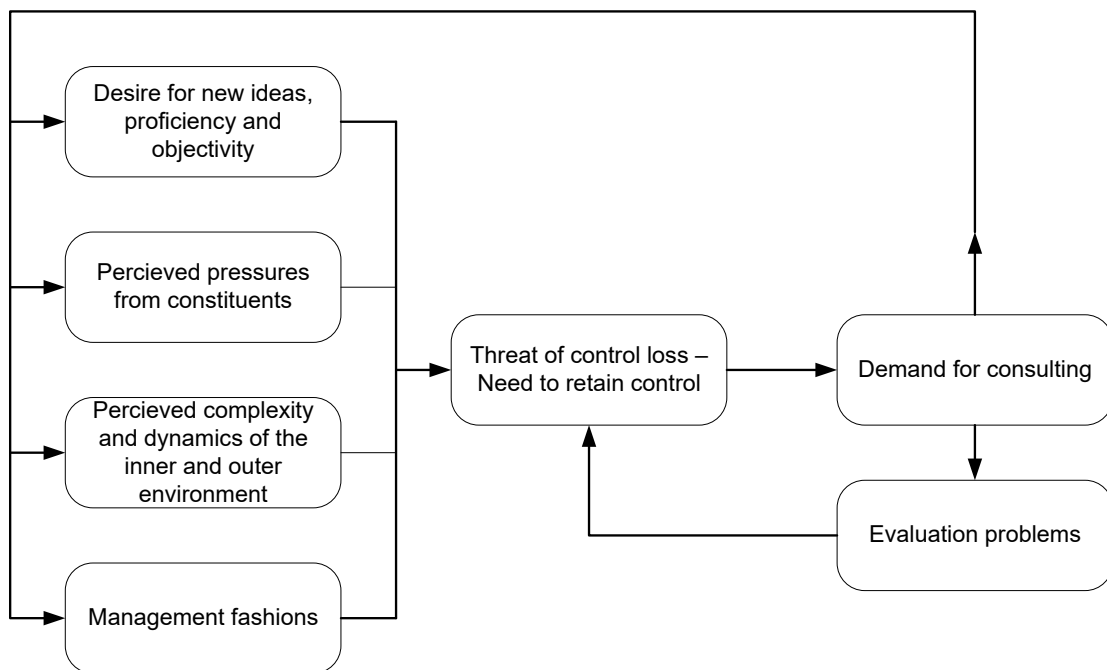 Desire for new ideas,
proficiency and
objectivity
Percieved pressures
from constituents
Percieved complexity
and dynamics of the
inner and outer
environment
Management fashions
Threat of control loss –
Need to retain control
Demand for consulting
Evaluation problems